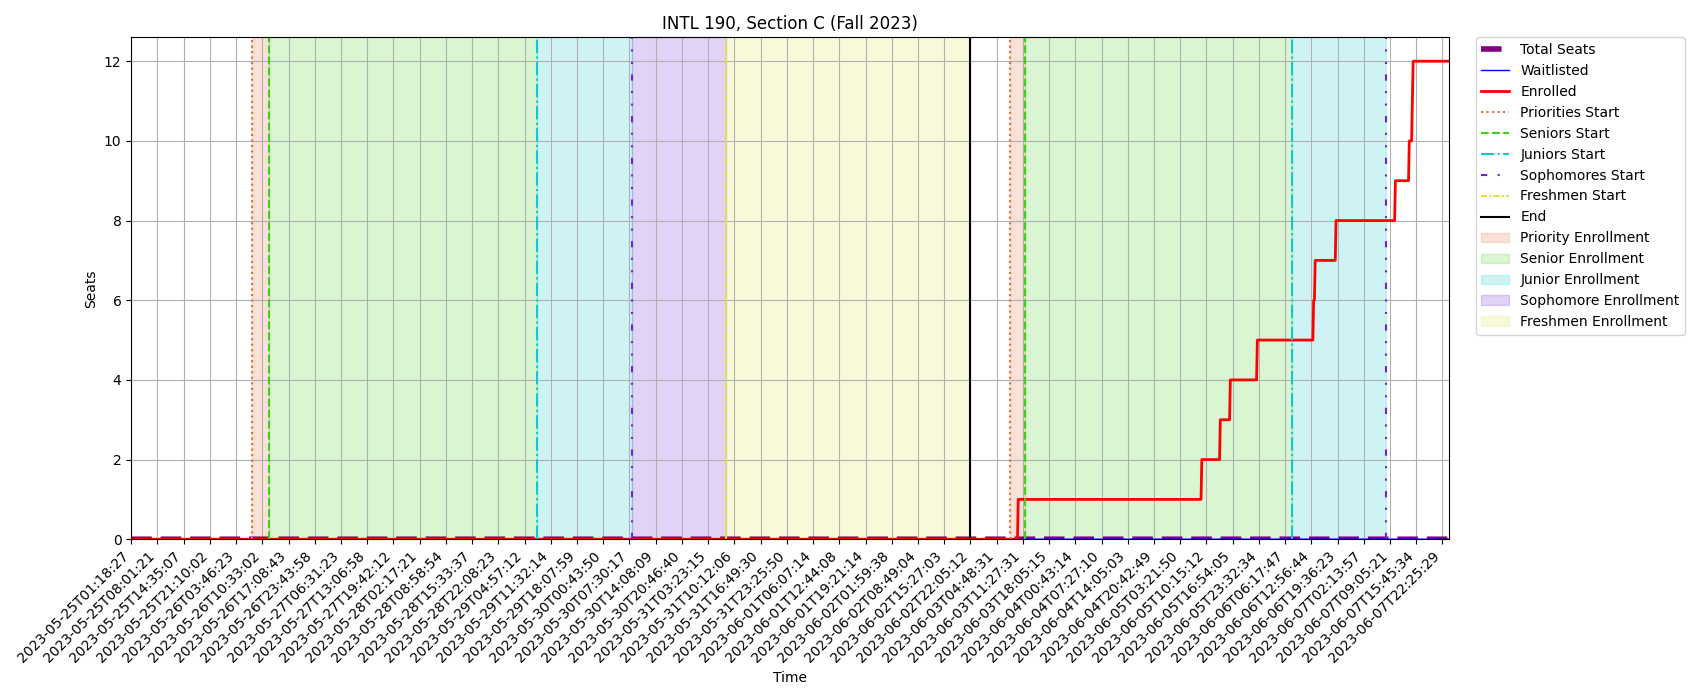 INTL 190, Section C (Fall 2023)
Seats
12
10
8
6
4
2
0
2023-05-25T01:18:27
2023-05-25T08:01:21
2023-05-25T14:35:07
2023-05-25T21:10:02
2023-05-26T03:46:23
2023-05-26T10:33:02
2023-05-26T17:08:43
2023-05-26T23:43:58
2023-05-27T06:31:23
2023-05-27T13:06:58
2023-05-27T19:42:12
2023-05-28T02:17:21
2023-05-28T08:58:54
2023-05-28T15:33:37
2023-05-28T22:08:23
2023-05-29T04:57:12
2023-05-29T11:32:14
2023-05-29T18:07:59
2023-05-30T00:43:50
2023-05-30T07:30:17
2023-05-30T14:08:09
2023-05-30T20:46:40
2023-05-31T03:23:15
2023-05-31T10:12:06
2023-05-31T16:49:30
2023-05-31T23:25:50
2023-06-01T06:07:14
2023-06-01T12:44:08
2023-06-01T19:21:14
2023-06-02T01:59:38
2023-06-02T08:49:04
2023-06-02T15:27:03
2023-06-02T22:05:12
2023-06-03T04:48:31
2023-06-03T11:27:31
2023-06-03T18:05:15
2023-06-04T00:43:14
2023-06-04T07:27:10
2023-06-04T14:05:03
2023-06-04T20:42:49
2023-06-05T03:21:50
2023-06-05T10:15:12
2023-06-05T16:54:05
2023-06-05T23:32:34
2023-06-06T06:17:47
2023-06-06T12:56:44
2023-06-06T19:36:23
2023-06-07T02:13:57
2023-06-07T09:05:21
2023-06-07T15:45:34
2023-06-07T22:25:29
Time
Total Seats
Waitlisted
Enrolled
Priorities Start
Seniors Start
Juniors Start
Sophomores Start
Freshmen Start
End
Priority Enrollment
Senior Enrollment
Junior Enrollment
Sophomore Enrollment
Freshmen Enrollment